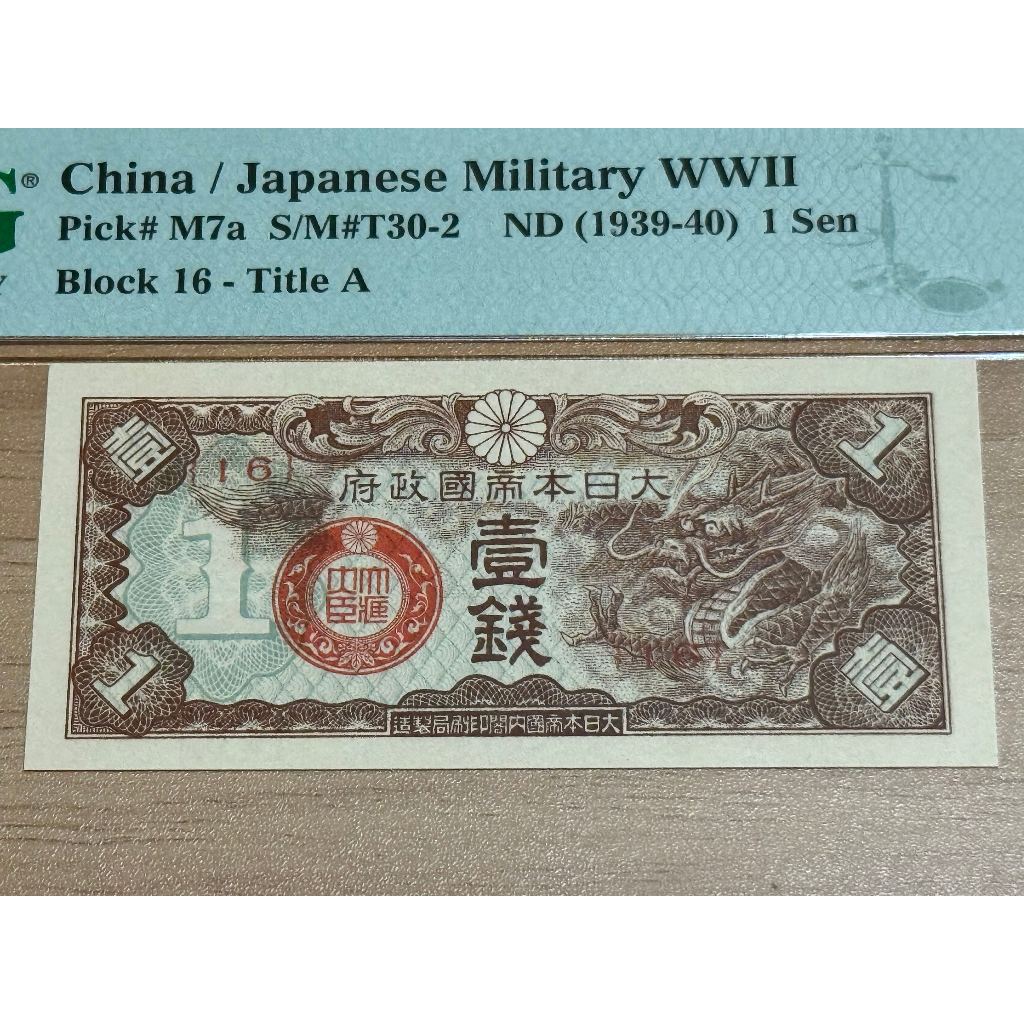 China / Japanese Military WWII
Pick# M7a S/M#T30-2 ND (1939-40) 1 Sen
Block 16 - Title A
壹
1
{16}
大日本帝國政府
1
壹錢
大藏大臣
{16}
1
壹
大日本帝國内閣印刷局製造